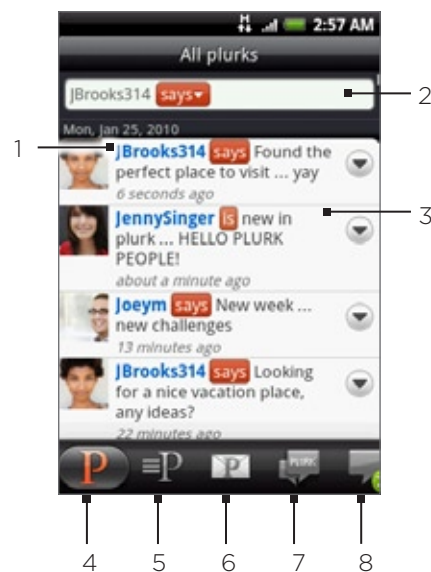 H 2:57 AM
All plurks
JBrooks314 says
2
Mon, Jan 25, 2010
1
JBrooks314 says Found the
perfect place to visit ... yay
6 seconds ago
3
JennySinger is new in
plurk ... HELLO PLURK
PEOPLE!
about a minute ago
Joeym says New week ...
new challenges
13 minutes ago
JBrooks314 says Looking
for a nice vacation place,
any ideas?
22 minutes ago
P P P PLURK
4 5 6 7 8